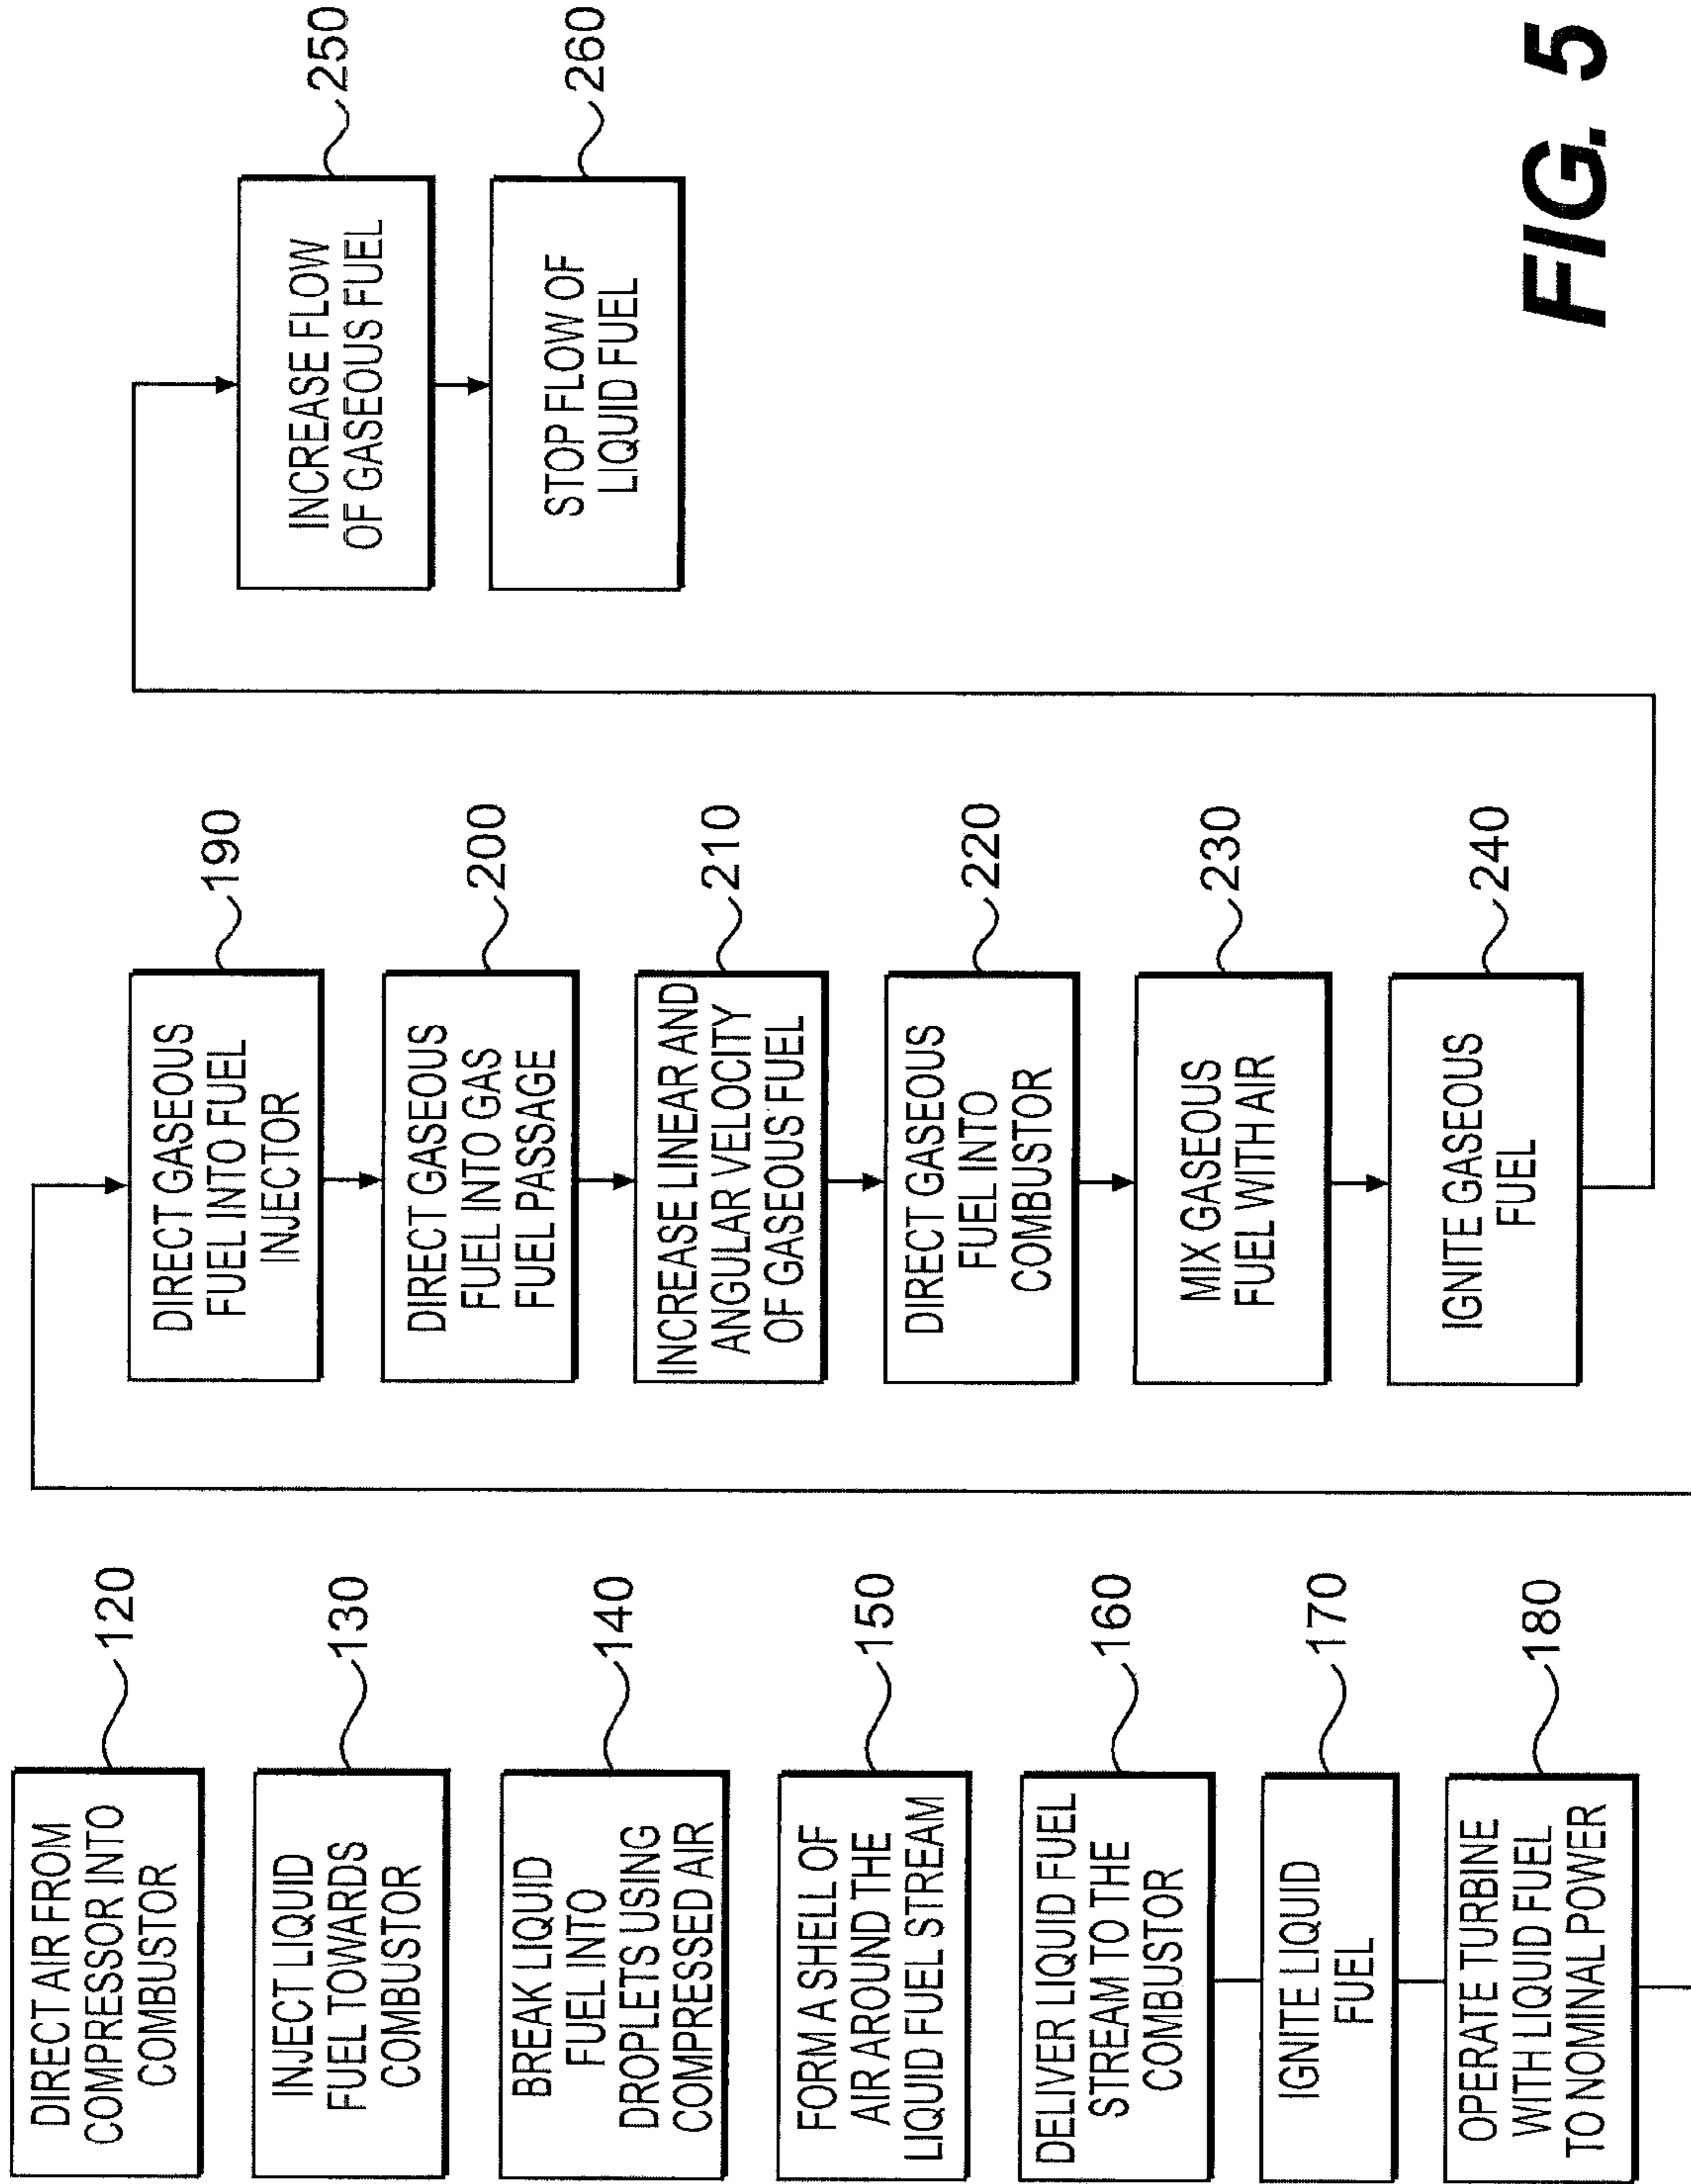 DIRECT AIR FROM
COMPRESSOR INTO
COMBUSTOR
120
INJECT LIQUID
FUEL TOWARDS
COMBUSTOR
130
BREAK LIQUID
FUEL INTO
DROPLETS USING
COMPRESSED AIR
140
FORM A SHELL OF
AIR AROUND THE
LIQUID FUEL STREAM
150
DELIVER LIQUID FUEL
STREAM TO THE
COMBUSTOR
160
IGNITE LIQUID
FUEL
170
OPERATE TURBINE
WITH LIQUID FUEL
TO NOMINAL POWER
180
DIRECT GASEOUS
FUEL INTO FUEL
INJECTOR
190
DIRECT GASEOUS
FUEL INTO GAS
FUEL PASSAGE
200
INCREASE LINEAR AND
ANGULAR VELOCITY
OF GASEOUS FUEL
210
DIRECT GASEOUS
FUEL INTO
COMBUSTOR
220
MIX GASEOUS
FUEL WITH AIR
230
IGNITE GASEOUS
FUEL
240
INCREASE FLOW
OF GASEOUS FUEL
250
STOP FLOW OF
LIQUID FUEL
260
FIG. 5